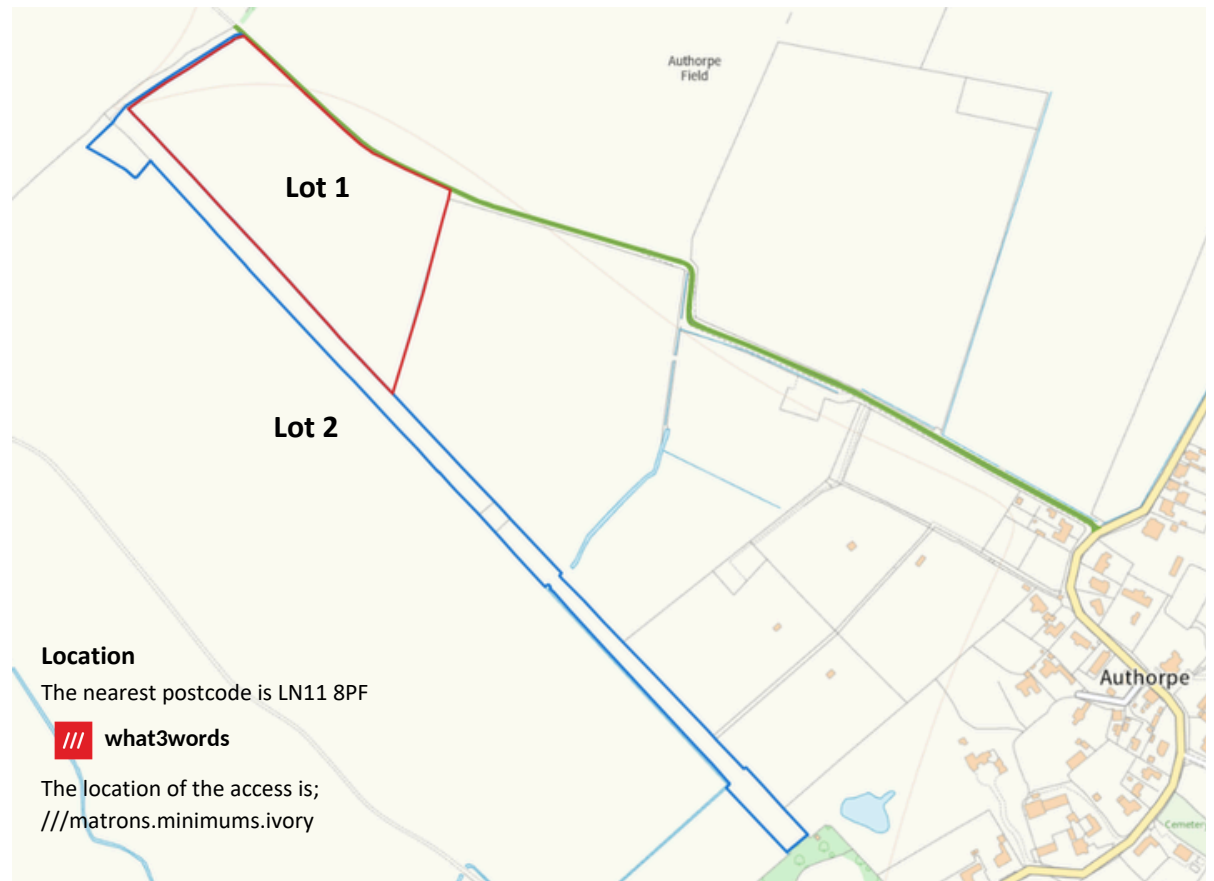 Authorpe
Field
Lot 1
Lot 2
Location
The nearest postcode is LN11 8PF
/// what3words
The location of the access is;
///matrons.minimums.ivory
Authorpe
Cemeter